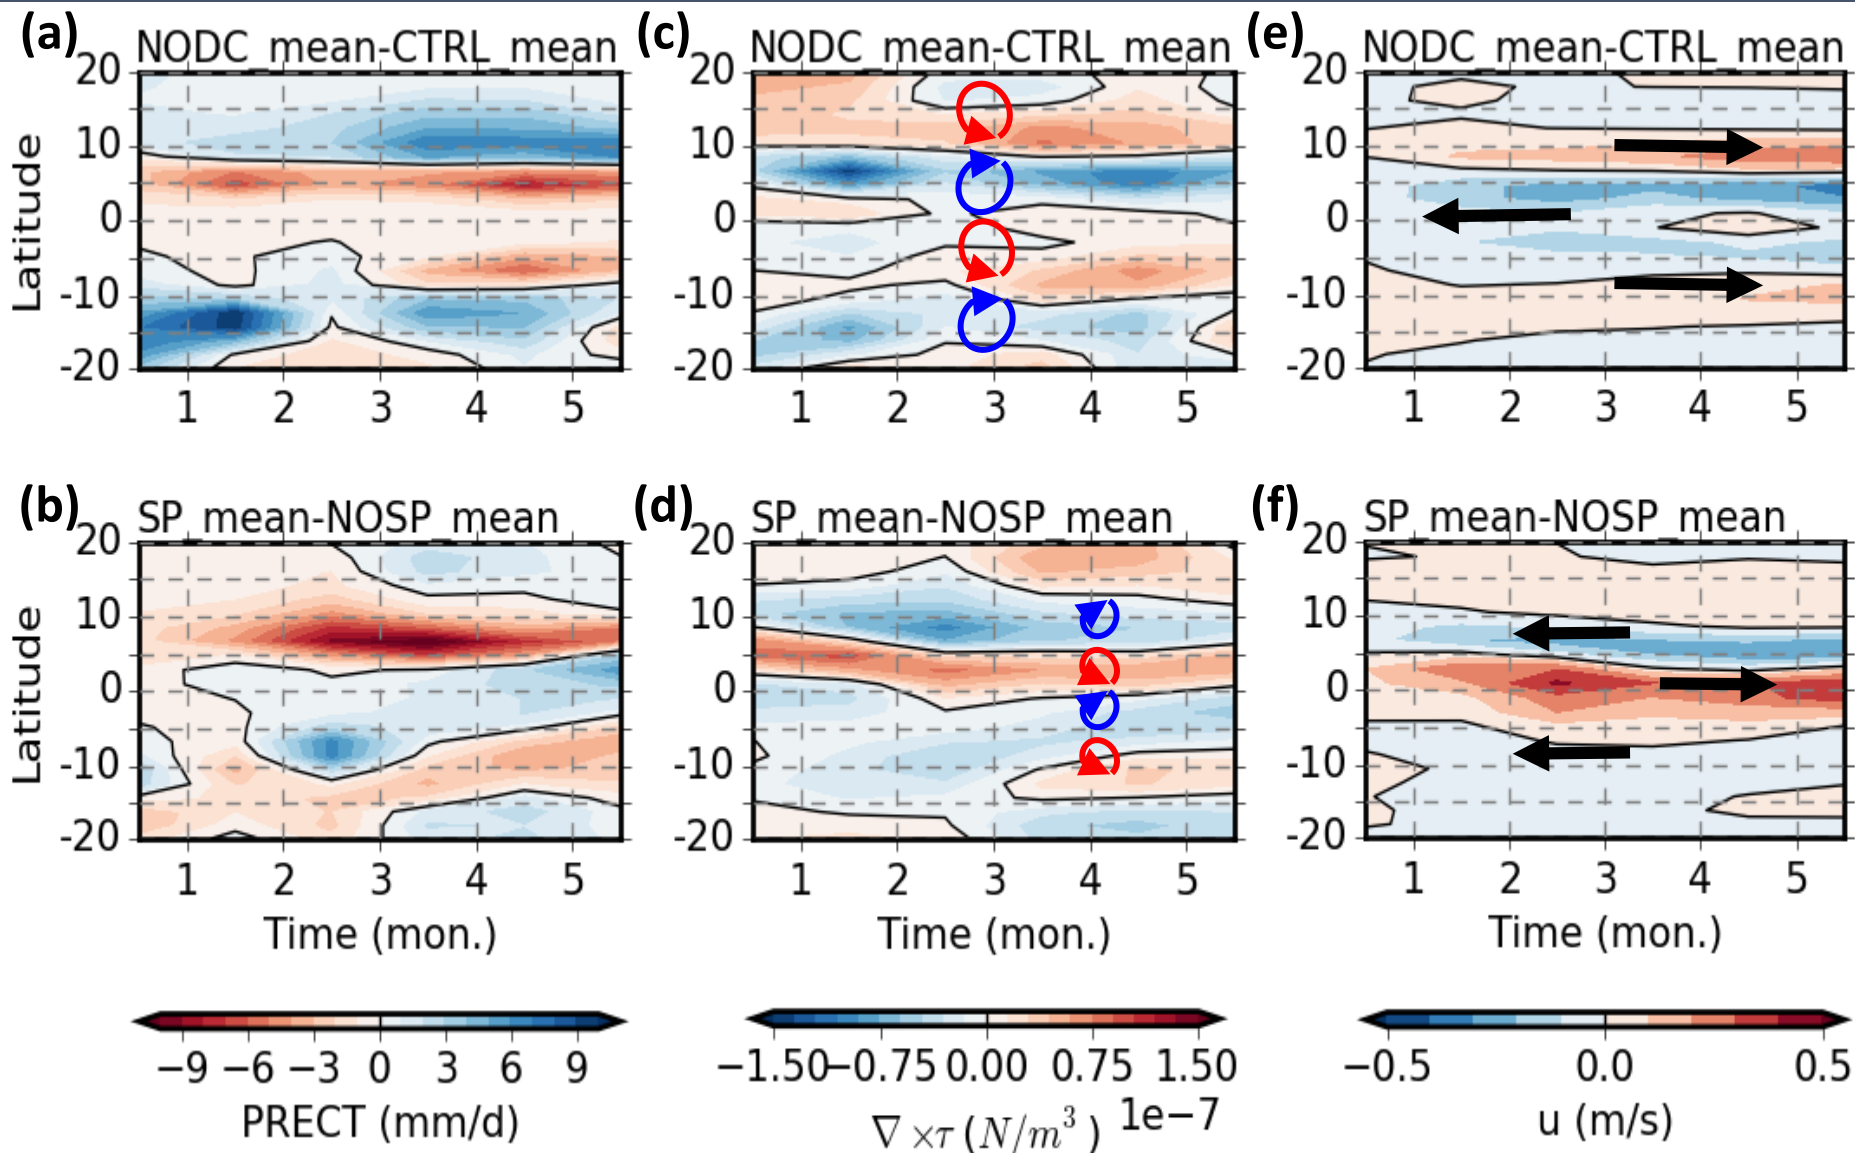 (a)
NODC_mean-CTRL_mean
Latitude
20
10
0
-10
-20
1 2 3 4 5
(c)
NODC_mean-CTRL_mean
20
10
0
-10
-20
1 2 3 4 5
(e)
NODC_mean-CTRL_mean
20
10
0
-10
-20
1 2 3 4 5
(b)
SP_mean-NOSP_mean
Latitude
20
10
0
-10
-20
1 2 3 4 5
Time (mon.)
(d)
SP_mean-NOSP_mean
20
10
0
-10
-20
1 2 3 4 5
Time (mon.)
(f)
SP_mean-NOSP_mean
20
10
0
-10
-20
1 2 3 4 5
Time (mon.)
−9 −6 −3 0 3 6 9
PRECT (mm/d)
−1.50 −0.75 0.00 0.75 1.50
1e−7
∇ ×τ (N/m³)
−0.5 0.0 0.5
u (m/s)